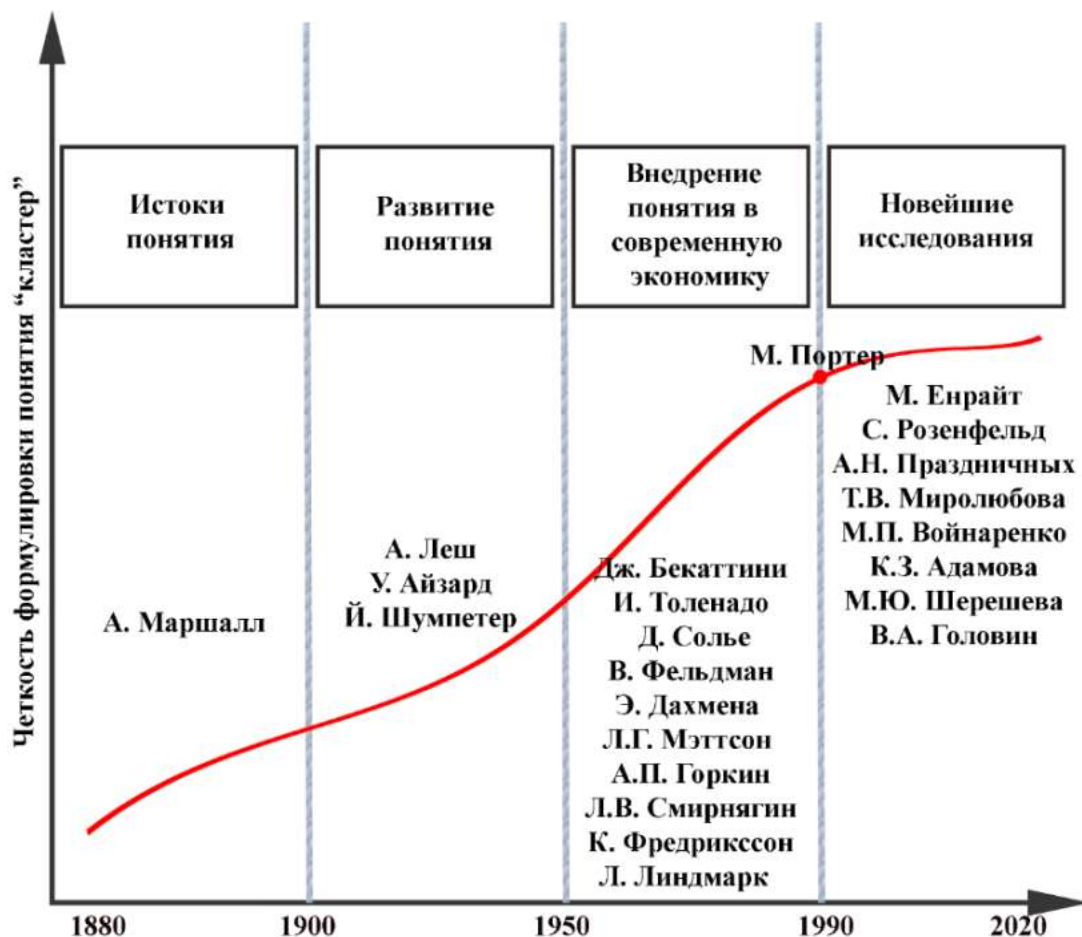 Четкость формулировки понятия “кластер”
Истоки
понятия
Развитие
понятия
Внедрение
понятия в
современную
экономику
Новейшие
исследования
А. Маршалл
А. Леш
У. Айзард
Й. Шумпетер
М. Портер
Дж. Бекаттини
И. Толенадо
Д. Солье
В. Фельдман
Э. Дахмена
Л.Г. Мэттсон
А.П. Горкин
Л.В. Смирнягин
К. Фредрикссон
Л. Линдмарк
М. Енрайт
С. Розенфельд
А.Н. Праздничных
Т.В. Миролюбова
М.П. Войнаренко
К.З. Адамова
М.Ю. Шерешева
В.А. Головин
1880 1900 1950 1990 2020